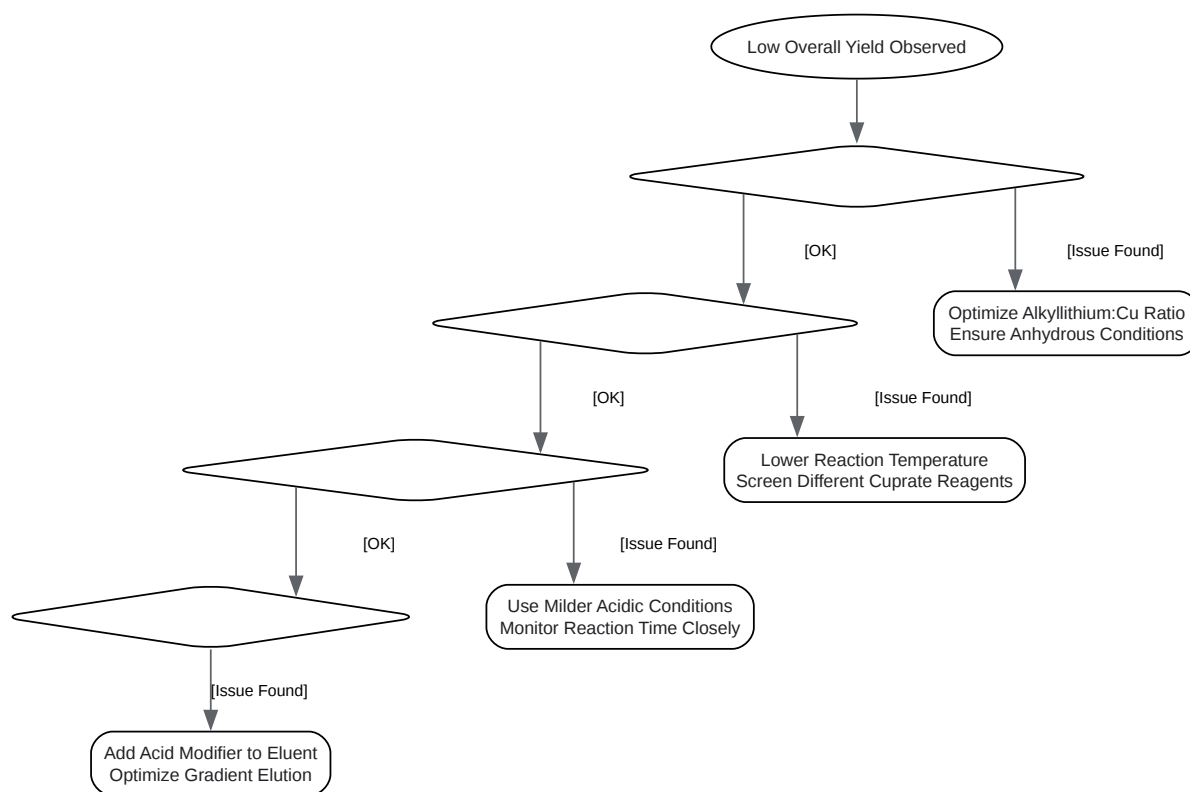 Low Overall Yield Observed
[OK]
[Issue Found]
Optimize Alkyllithium:Cu Ratio
Ensure Anhydrous Conditions
[OK]
[Issue Found]
Lower Reaction Temperature
Screen Different Cuprate Reagents
[OK]
[Issue Found]
Use Milder Acidic Conditions
Monitor Reaction Time Closely
[Issue Found]
Add Acid Modifier to Eluent
Optimize Gradient Elution